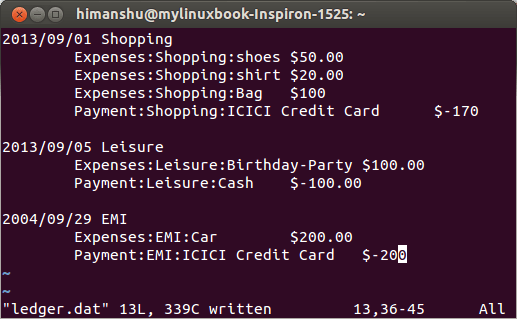 himanshu@mylinuxbook-Inspiron-1525: ~
2013/09/01 Shopping
Expenses:Shopping:shoes $50.00
Expenses:Shopping:shirt $20.00
Expenses:Shopping:Bag $100
Payment:Shopping:ICICI Credit Card $-170
2013/09/05 Leisure
Expenses:Leisure:Birthday-Party $100.00
Payment:Leisure:Cash $-100.00
2004/09/29 EMI
Expenses:EMI:Car $200.00
Payment:EMI:ICICI Credit Card $-200
~
~
"ledger.dat" 13L, 339C written 13,36-45 All